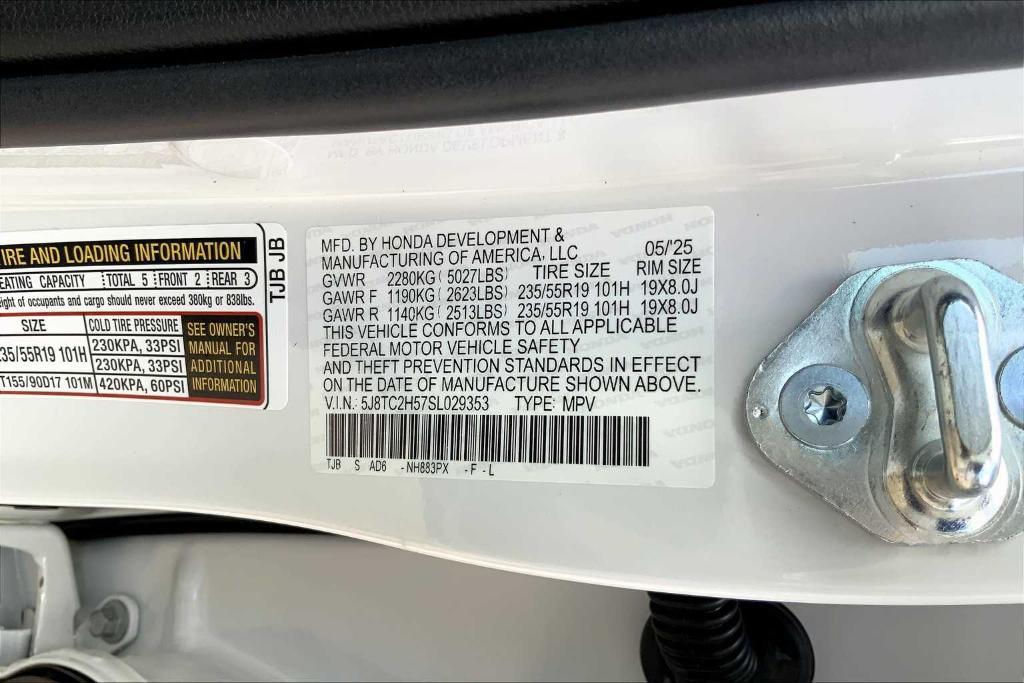 IRE AND LOADING INFORMATION
EATING CAPACITY TOTAL 5 FRONT 2 REAR 3
eight of occupants and cargo should never exceed 380kg or 838lbs.
SIZE COLD TIRE PRESSURE
35/55R19 101H 230KPA, 33PSI
230KPA, 33PSI
T155/90D17 101M 420KPA, 60PSI
SEE OWNER'S
MANUAL FOR
ADDITIONAL
INFORMATION
TJB JB
MFD. BY HONDA DEVELOPMENT &
MANUFACTURING OF AMERICA, LLC 05/'25
GVWR 2280KG (5027LBS) TIRE SIZE RIM SIZE
GAWR F 1190KG (2623LBS) 235/55R19 101H 19X8.0J
GAWR R 1140KG (2513LBS) 235/55R19 101H 19X8.0J
THIS VEHICLE CONFORMS TO ALL APPLICABLE
FEDERAL MOTOR VEHICLE SAFETY
AND THEFT PREVENTION STANDARDS IN EFFECT
ON THE DATE OF MANUFACTURE SHOWN ABOVE.
V.I.N.: 5J8TC2H57SL029353 TYPE: MPV
TJB S AD6 -NH883PX -F-L